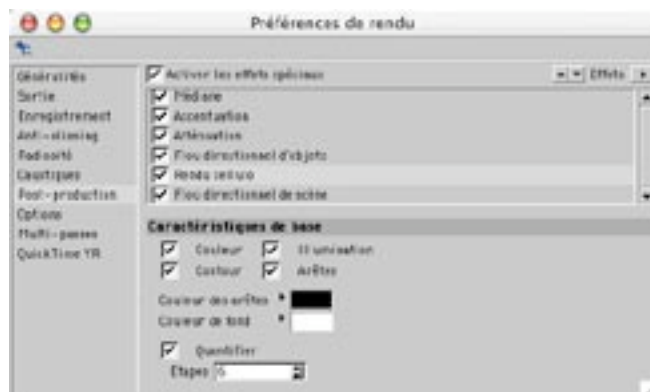 Préférences de rendu
Généralités
Sortie
Enregistrement
Anti-aliasing
Radiosité
Caustiques
Post-production
Options
Multi-passes
QuickTime VR
Activer les effets spéciaux
Effets
Médiane
Accentuation
Atténuation
Flou directionnel d'objets
Rendu cellulo
Flou directionnel de scène
Caractéristiques de base
Couleur
Illumination
Contour
Arêtes
Couleur des arêtes
Couleur de fond
Quantifier
Etapes 6